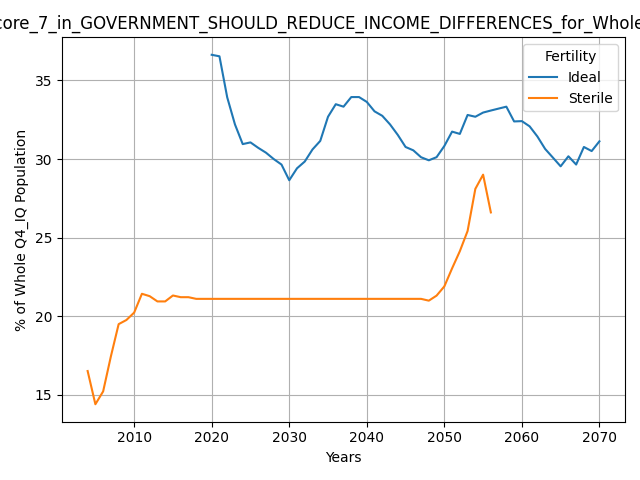 core_7_in_GOVERNMENT_SHOULD_REDUCE_INCOME_DIFFERENCES_for_Whole
Fertility
Ideal
Sterile
% of Whole Q4_IQ Population
35
30
25
20
15
2010 2020 2030 2040 2050 2060 2070
Years